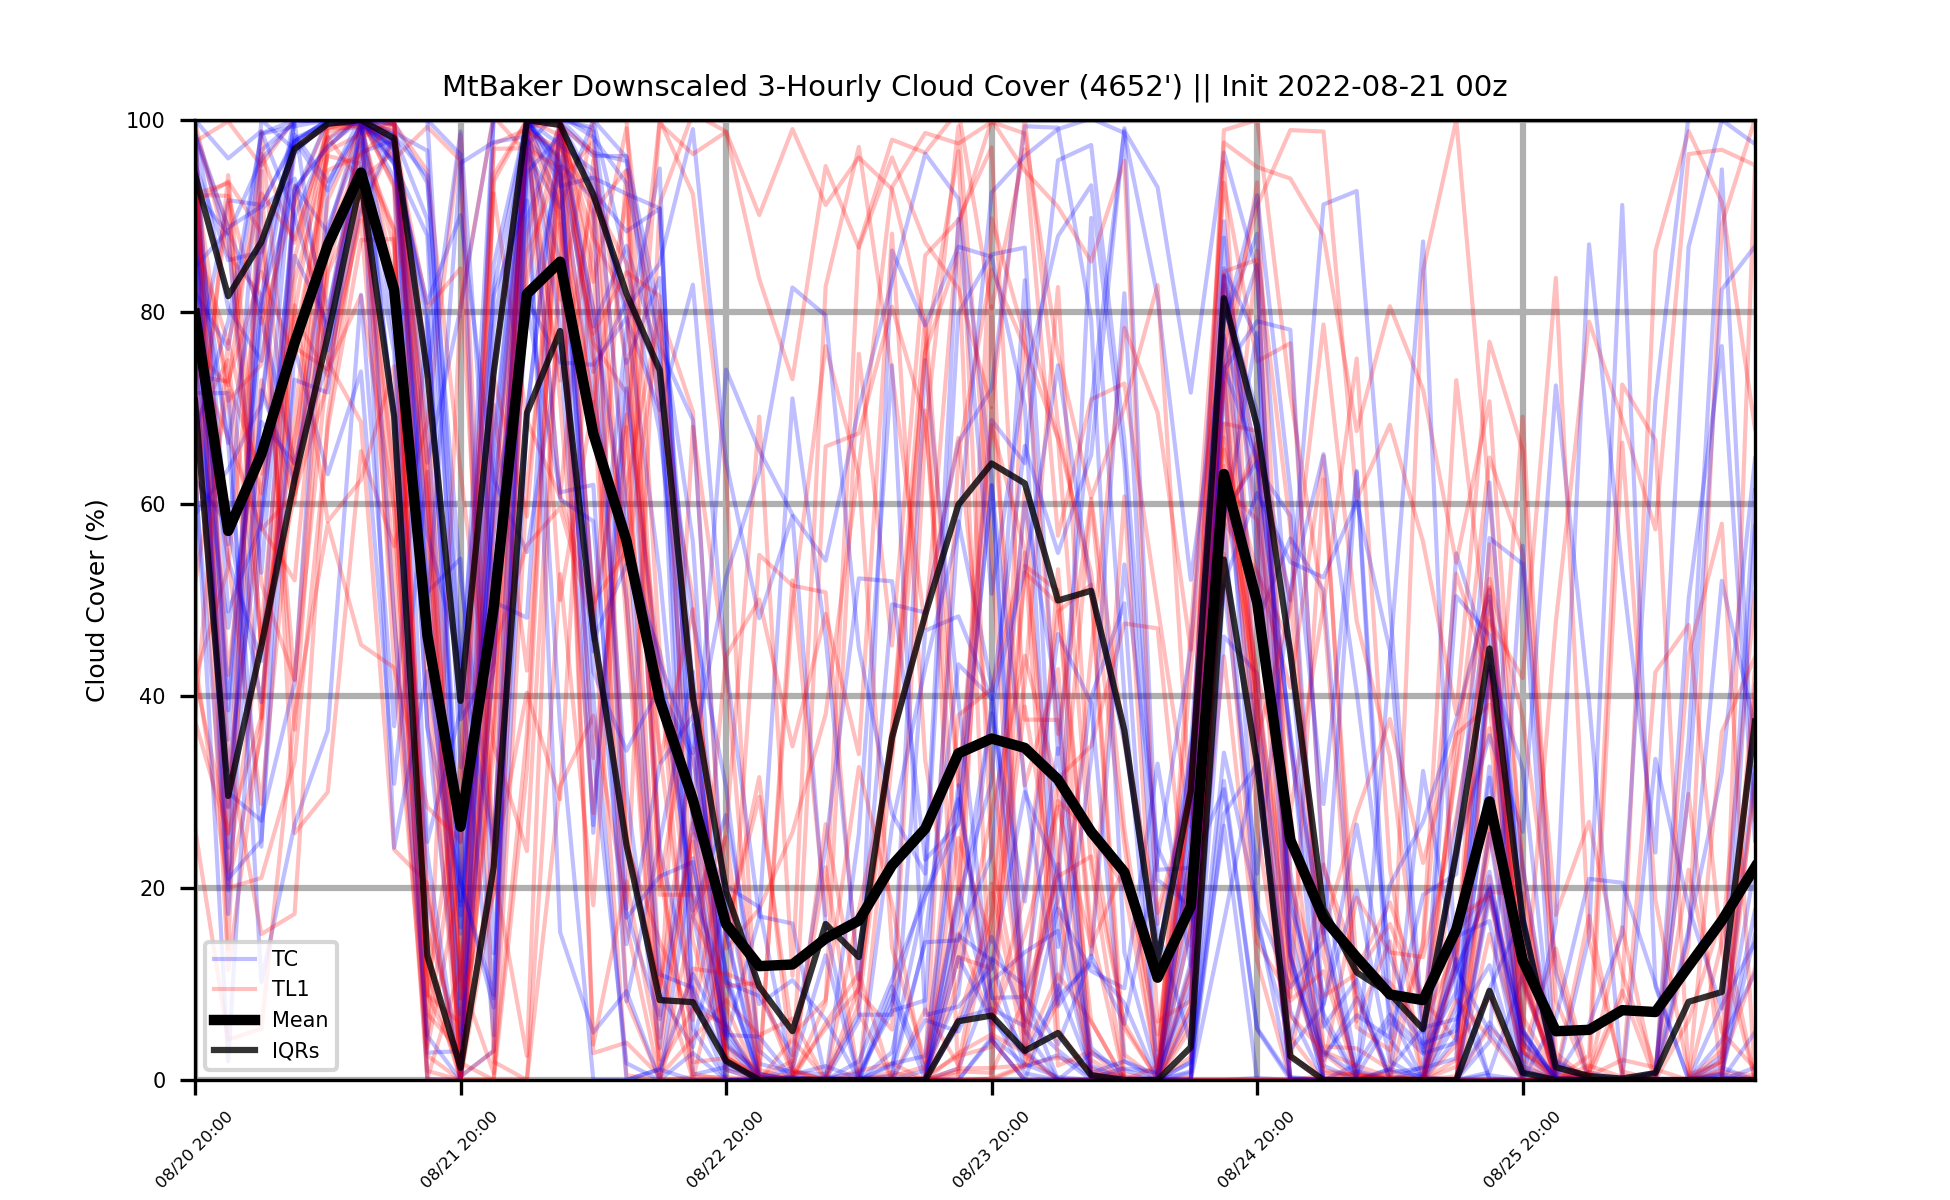 MtBaker Downscaled 3-Hourly Cloud Cover (4652') || Init 2022-08-21 00z
Cloud Cover (%)
100
80
60
40
20
0
TC
TL1
Mean
IQRs
08/20 20:00
08/21 20:00
08/22 20:00
08/23 20:00
08/24 20:00
08/25 20:00